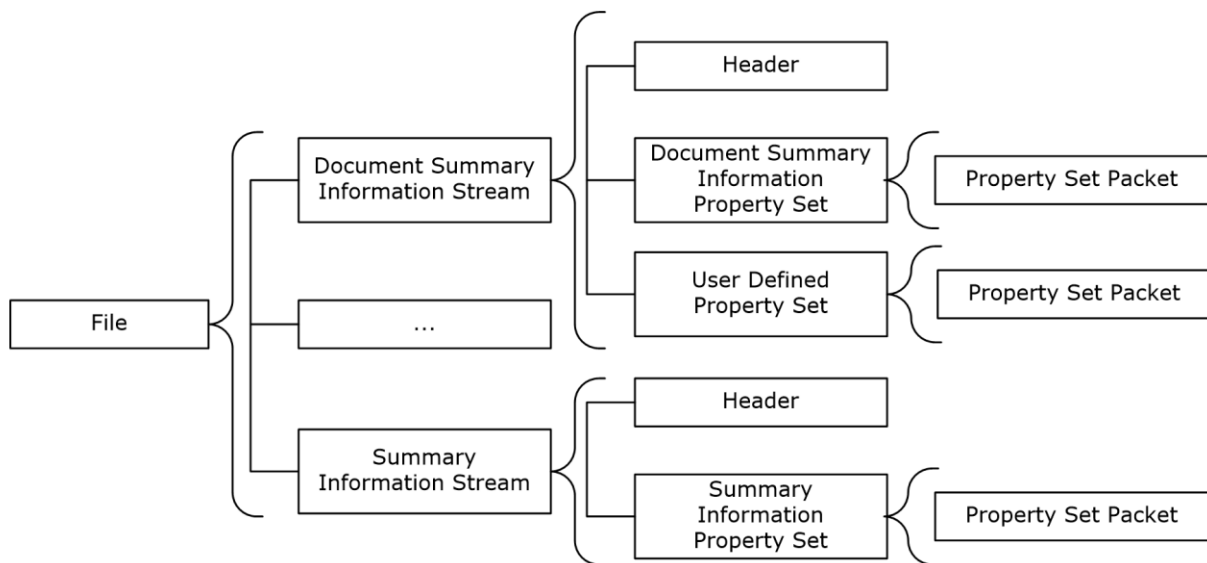 File
Document Summary
Information Stream
...
Summary
Information Stream
Header
Document Summary
Information
Property Set
User Defined
Property Set
Header
Summary
Information
Property Set
Property Set Packet
Property Set Packet
Property Set Packet